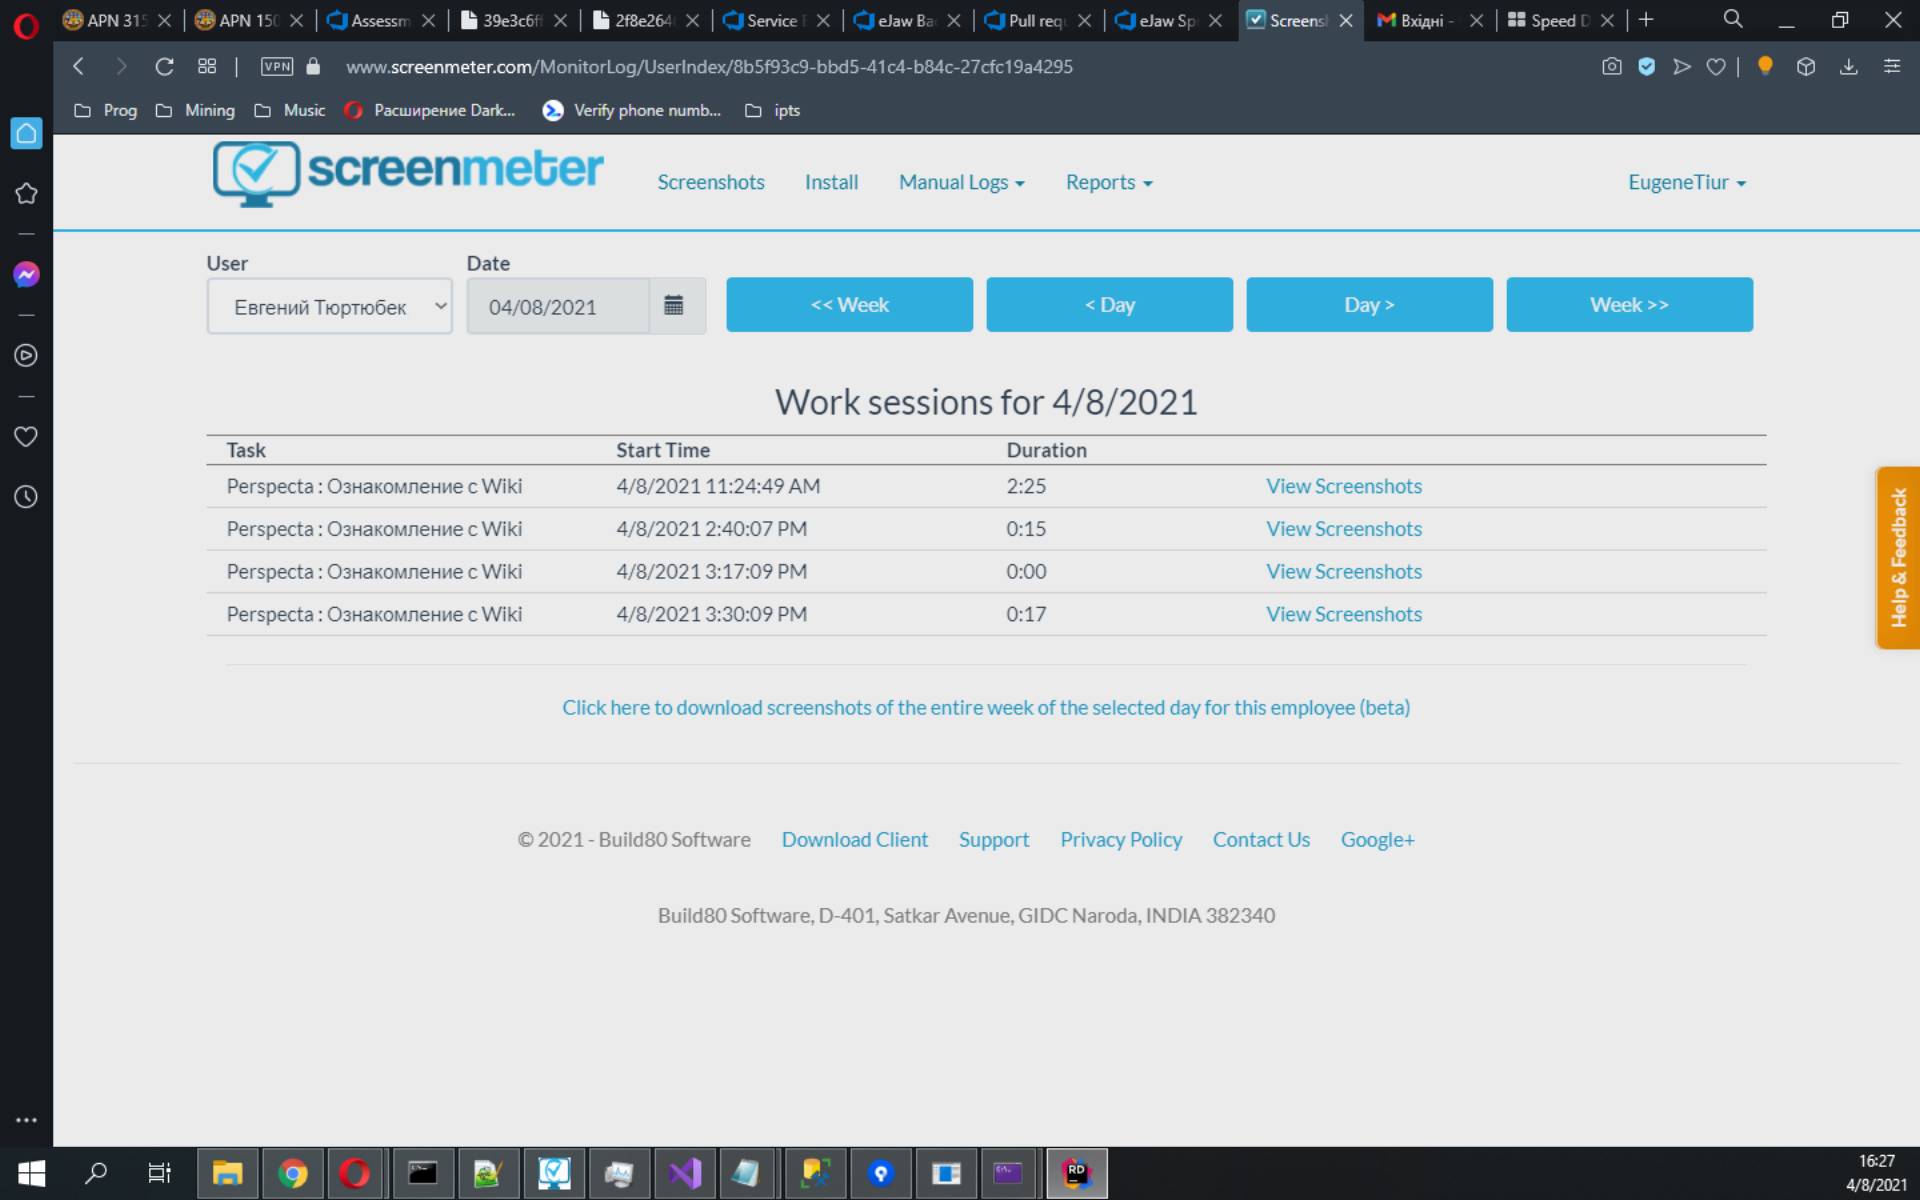 APN 315 APN 150 Assessm 39e3c6f 2f8e264 Service eJaw Ba Pull req eJaw Sp Screensh Вхідні - Speed D
VPN www.screenmeter.com/MonitorLog/UserIndex/8b5f93c9-bbd5-41c4-b84c-27cfc19a4295
Prog Mining Music Расширение Dark... Verify phone numb... ipts
screenmeter Screenshots Install Manual Logs Reports EugeneTiur
User Date
Евгений Тюртюбек 04/08/2021 << Week < Day Day > Week >>
Work sessions for 4/8/2021
Task Start Time Duration
Perspecta : Ознакомление с Wiki 4/8/2021 11:24:49 AM 2:25 View Screenshots
Perspecta : Ознакомление с Wiki 4/8/2021 2:40:07 PM 0:15 View Screenshots
Perspecta : Ознакомление с Wiki 4/8/2021 3:17:09 PM 0:00 View Screenshots
Perspecta : Ознакомление с Wiki 4/8/2021 3:30:09 PM 0:17 View Screenshots
Help & Feedback
Click here to download screenshots of the entire week of the selected day for this employee (beta)
© 2021 - Build80 Software Download Client Support Privacy Policy Contact Us Google+
Build80 Software, D-401, Satkar Avenue, GIDC Naroda, INDIA 382340
RD
16:27
4/8/2021